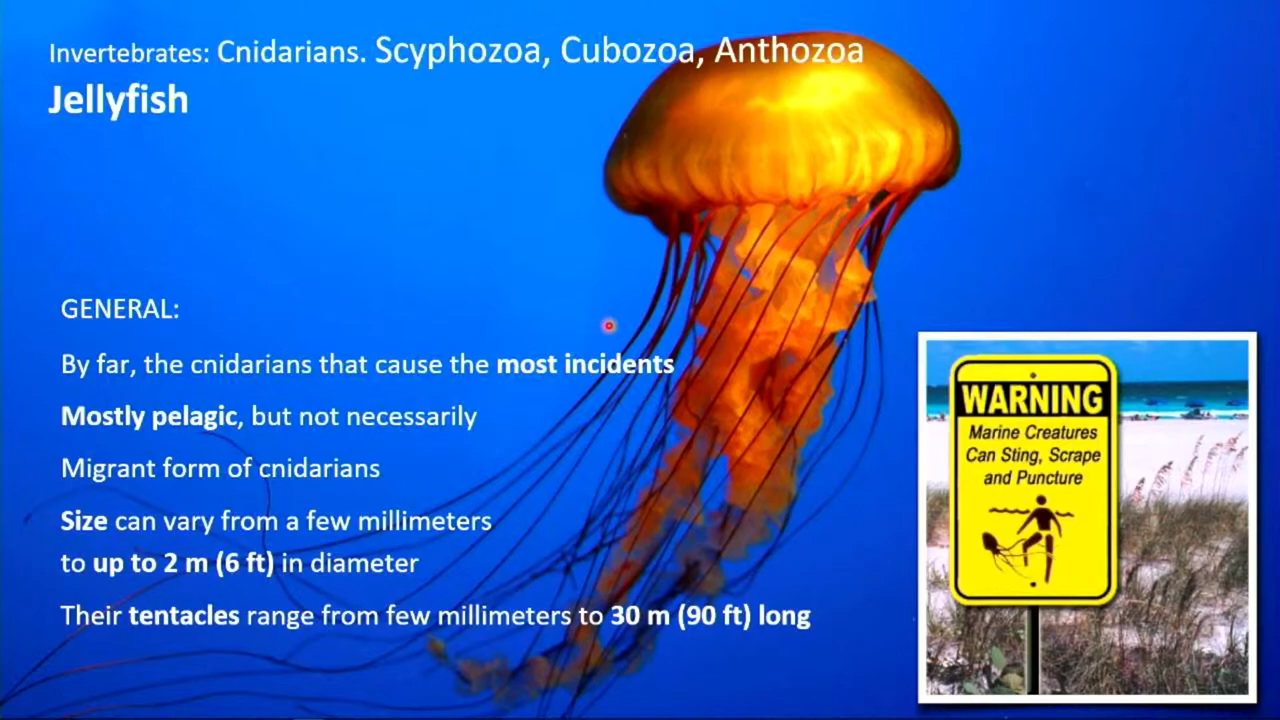 Invertebrates: Cnidarians. Scyphozoa, Cubozoa, Anthozoa
Jellyfish
GENERAL:
By far, the cnidarians that cause the most incidents
Mostly pelagic, but not necessarily
Migrant form of cnidarians
Size can vary from a few millimeters
to up to 2 m (6 ft) in diameter
Their tentacles range from few millimeters to 30 m (90 ft) long
WARNING
Marine Creatures
Can Sting, Scrape
and Puncture